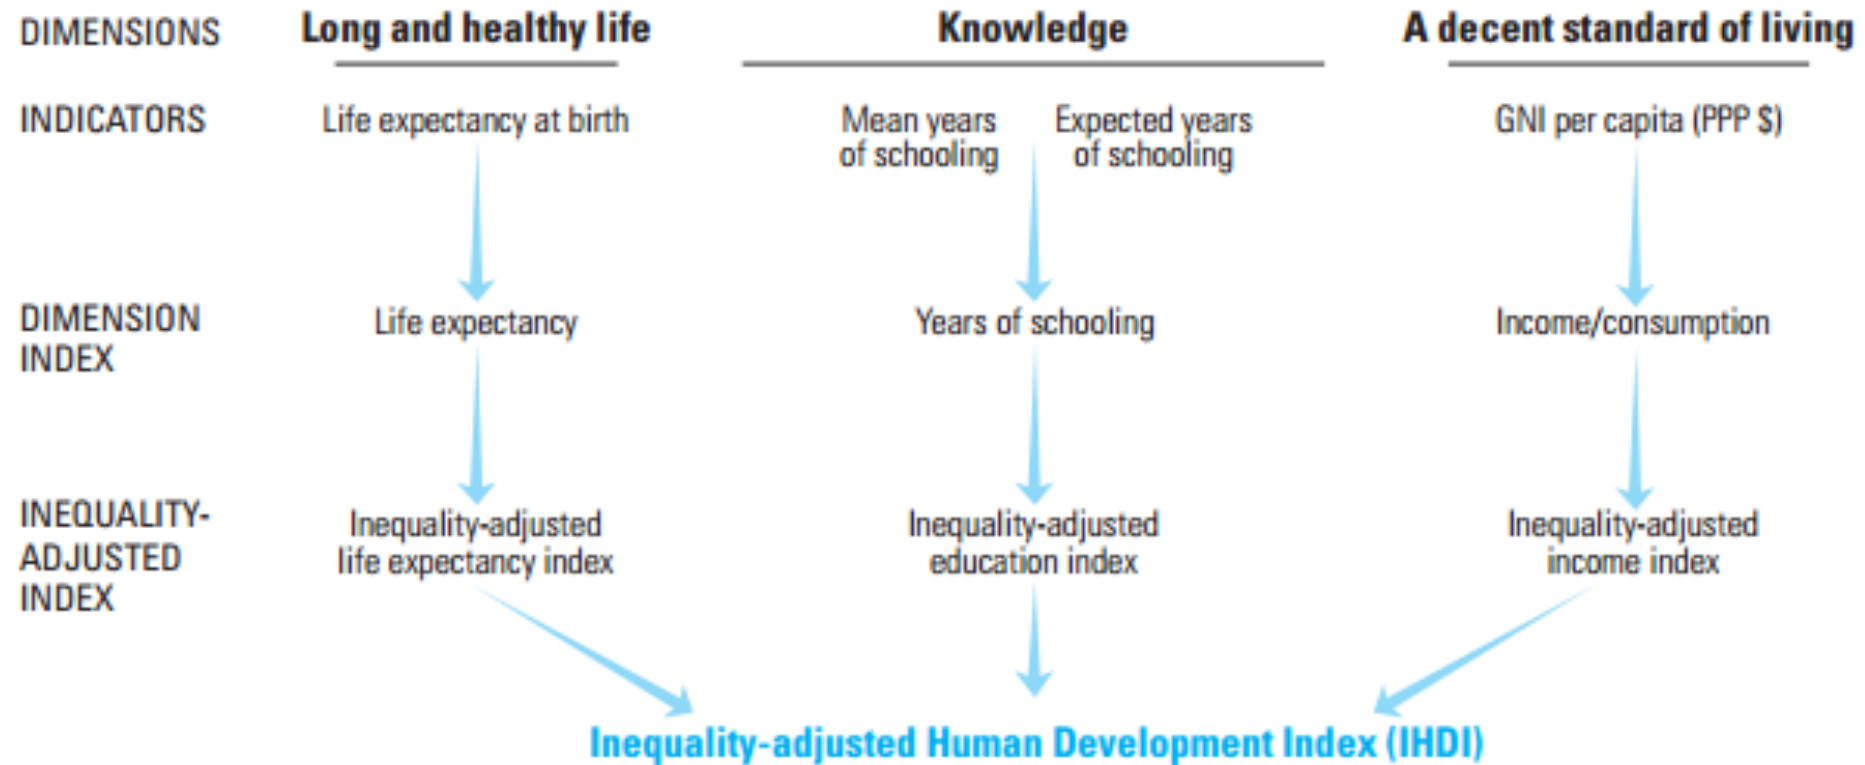 DIMENSIONS
Long and healthy life
Knowledge
A decent standard of living
INDICATORS
Life expectancy at birth
Mean years
of schooling
Expected years
of schooling
GNI per capita (PPP $)
DIMENSION
INDEX
Life expectancy
Years of schooling
Income/consumption
INEQUALITY-
ADJUSTED
INDEX
Inequality-adjusted
life expectancy index
Inequality-adjusted
education index
Inequality-adjusted
income index
Inequality-adjusted Human Development Index (IHDI)